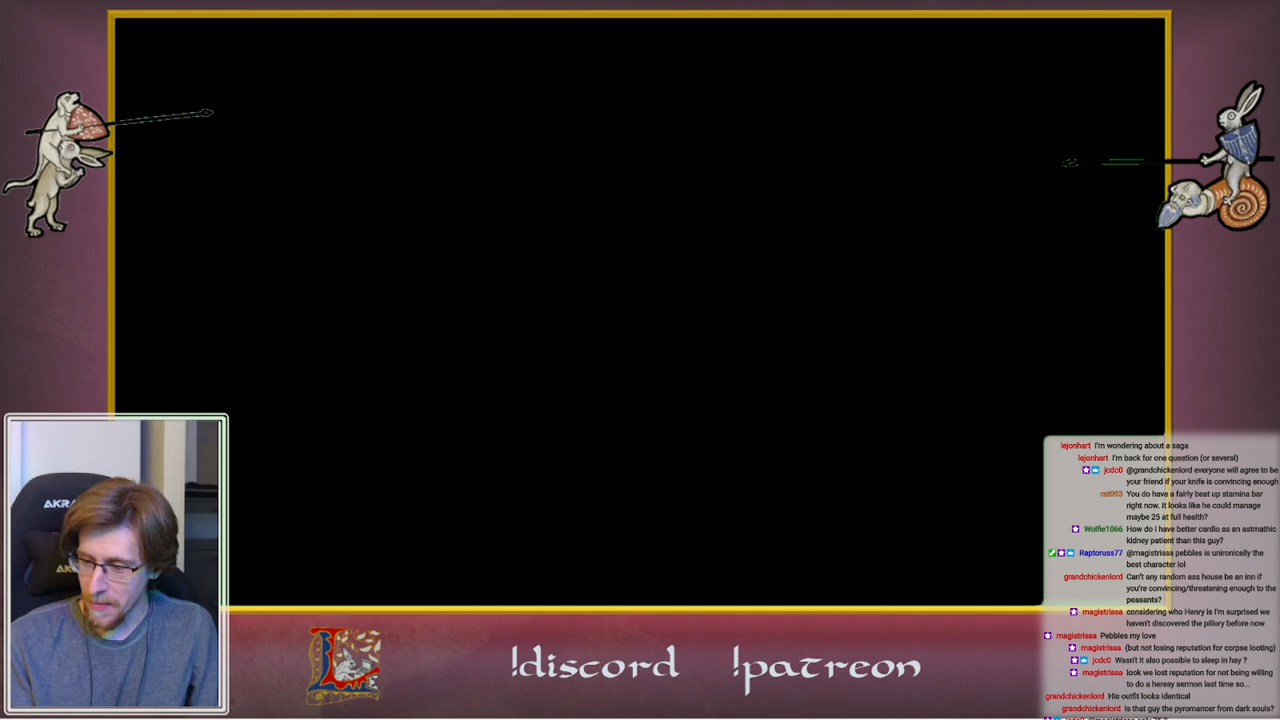 lejonhart I'm wondering about a saga
lejonhart I'm back for one question (or several)
jcdc0 @grandchickenlord everyone will agree to be
your friend if your knife is convincing enough
rat093 You do have a fairly beat up stamina bar
right now. It looks like he could manage
maybe 25 at full health?
Wolfie1066 How do I have better cardio as an astmathic
kidney patient than this guy?
Raptoruss77 @magistrissa pebbles is unironically the
best character lol
grandchickenlord Can't any random ass house be an inn if
you're convincing/threatening enough to the
peasants?
magistrissa considering who Henry is I'm surprised we
haven't discovered the pillory before now
magistrissa Pebbles my love
magistrissa (but not losing reputation for corpse looting)
jcdc0 Wasn't it also possible to sleep in hay ?
magistrissa look we lost reputation for not being willing
to do a heresy sermon last time so...
grandchickenlord His outfit looks identical
grandchickenlord Is that guy the pyromancer from dark souls?
AKRA
!discord !patreon